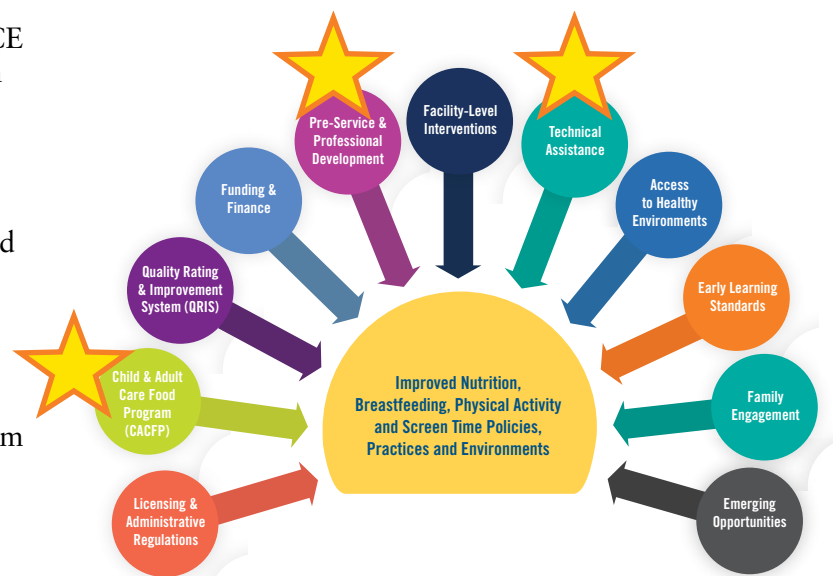 CE
d
m
Pre-Service &
Professional
Development
Facility-Level
Interventions
Technical
Assistance
Funding &
Finance
Access
to Healthy
Environments
Quality Rating
& Improvement
System (QRIS)
Early Learning
Standards
Child & Adult
Care Food
Program
(CACFP)
Family
Engagement
Licensing &
Administrative
Regulations
Emerging
Opportunities
Improved Nutrition,
Breastfeeding, Physical Activity
and Screen Time Policies,
Practices and Environments